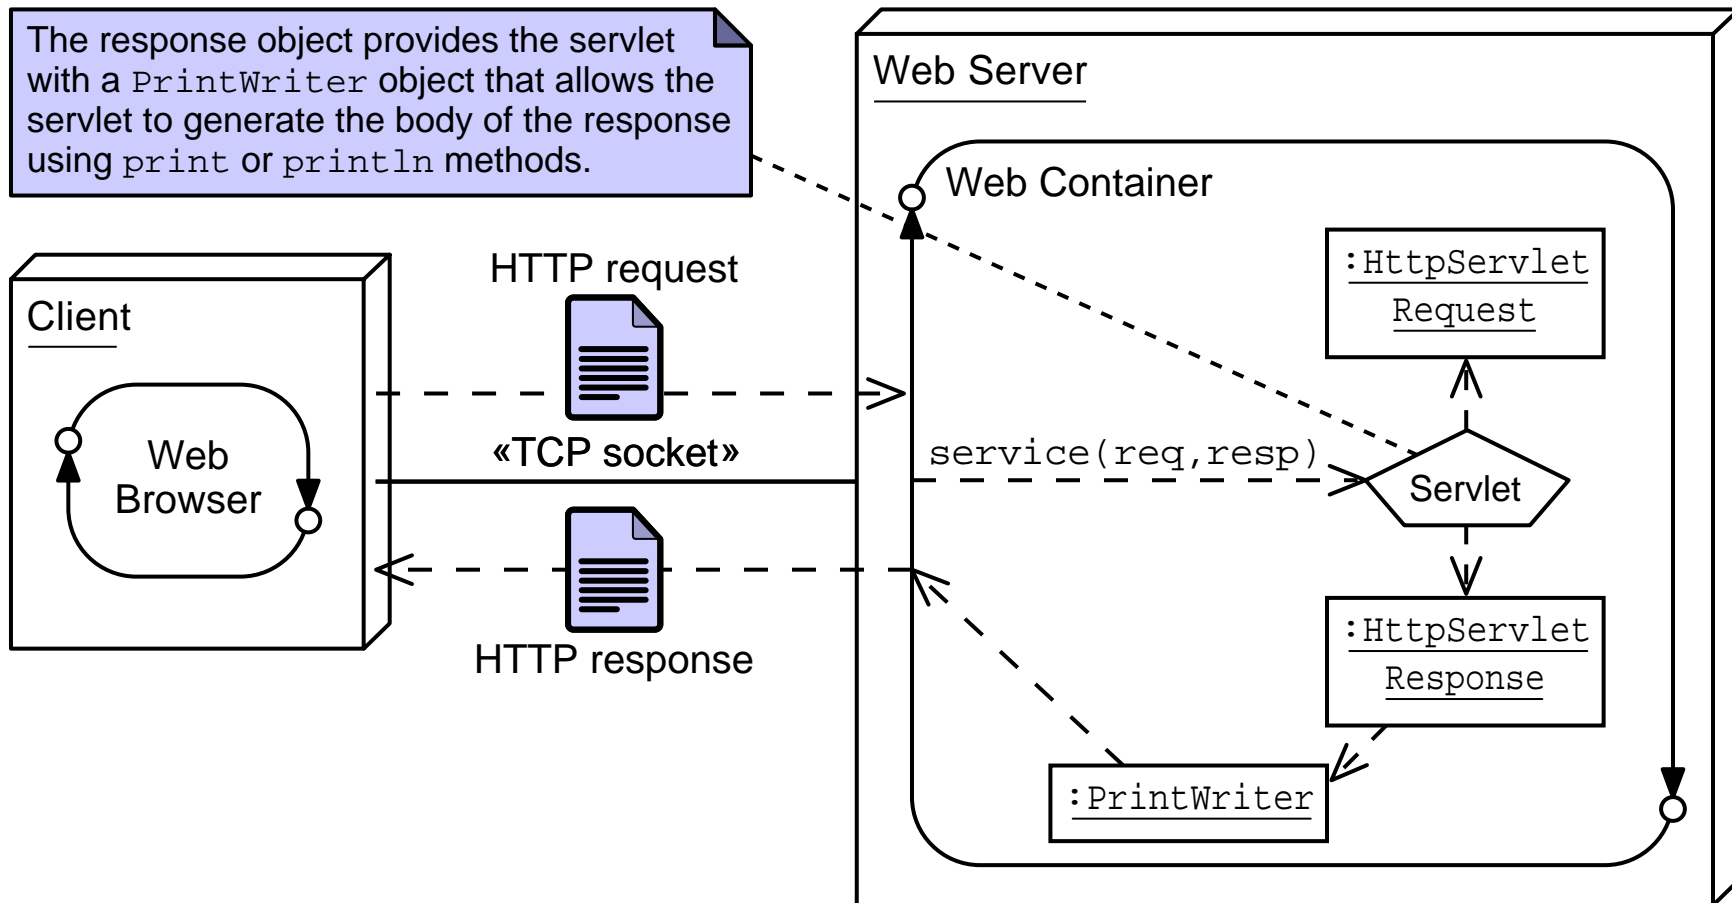 The response object provides the servlet
with a PrintWriter object that allows the
servlet to generate the body of the response
using print or println methods.
Web Server
Web Container
:HttpServlet
Request
HTTP request
Client
Web
Browser
«TCP socket»
service(req,resp)
Servlet
HTTP response
:HttpServlet
Response
:PrintWriter